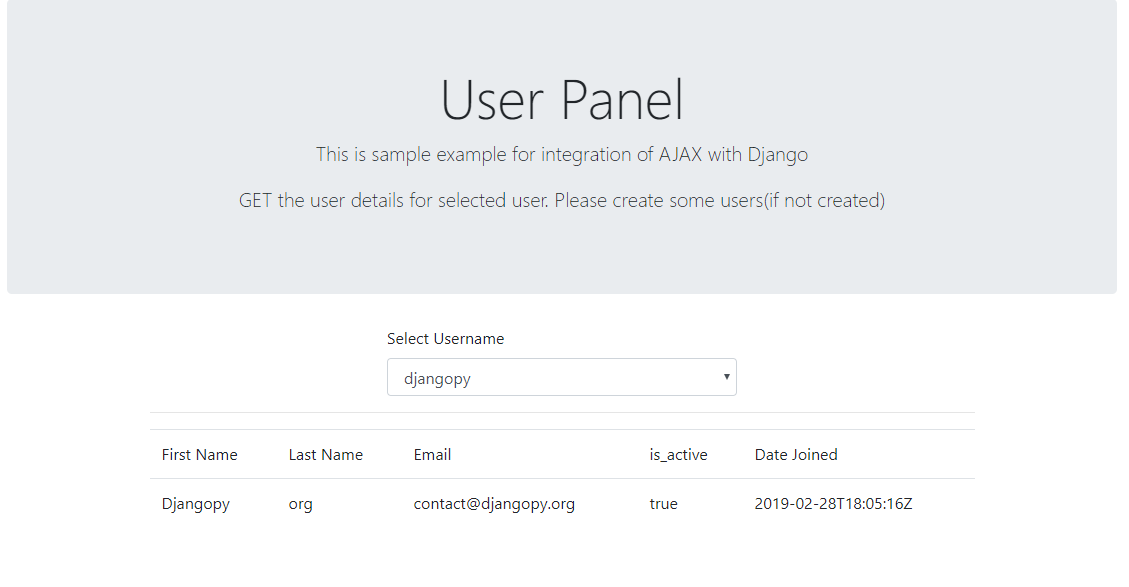 User Panel
This is sample example for integration of AJAX with Django
GET the user details for selected user. Please create some users(if not created)
Select Username
djangopy
First Name Last Name Email is_active Date Joined
Djangopy org contact@djangopy.org true 2019-02-28T18:05:16Z